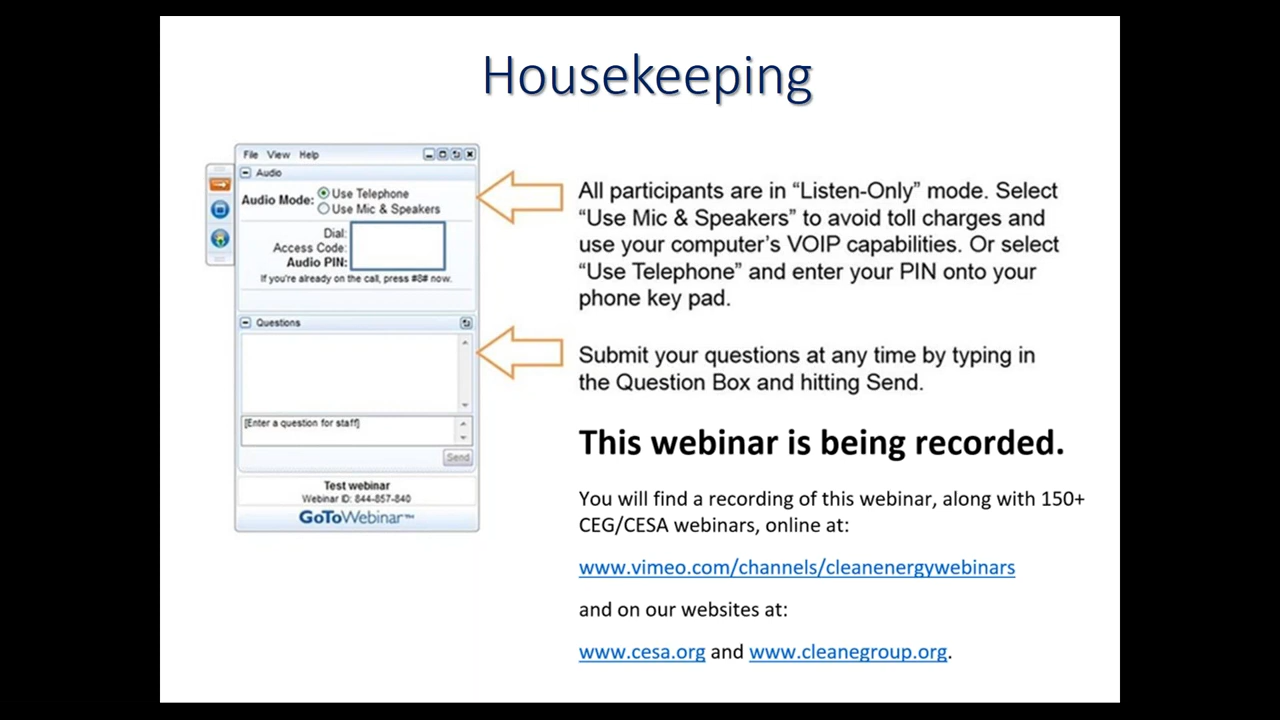 Housekeeping
File View Help
Audio
Audio Mode: Use Telephone
Use Mic & Speakers
Dial:
Access Code:
Audio PIN:
If you're already on the call, press #8# now.
Questions
[Enter a question for staff]
Send
Test webinar
Webinar ID: 844-857-840
GoToWebinar™
All participants are in “Listen-Only” mode. Select
“Use Mic & Speakers” to avoid toll charges and
use your computer’s VOIP capabilities. Or select
“Use Telephone” and enter your PIN onto your
phone key pad.
Submit your questions at any time by typing in
the Question Box and hitting Send.
This webinar is being recorded.
You will find a recording of this webinar, along with 150+
CEG/CESA webinars, online at:
www.vimeo.com/channels/cleanenergywebinars
and on our websites at:
www.cesa.org and www.cleanegroup.org.